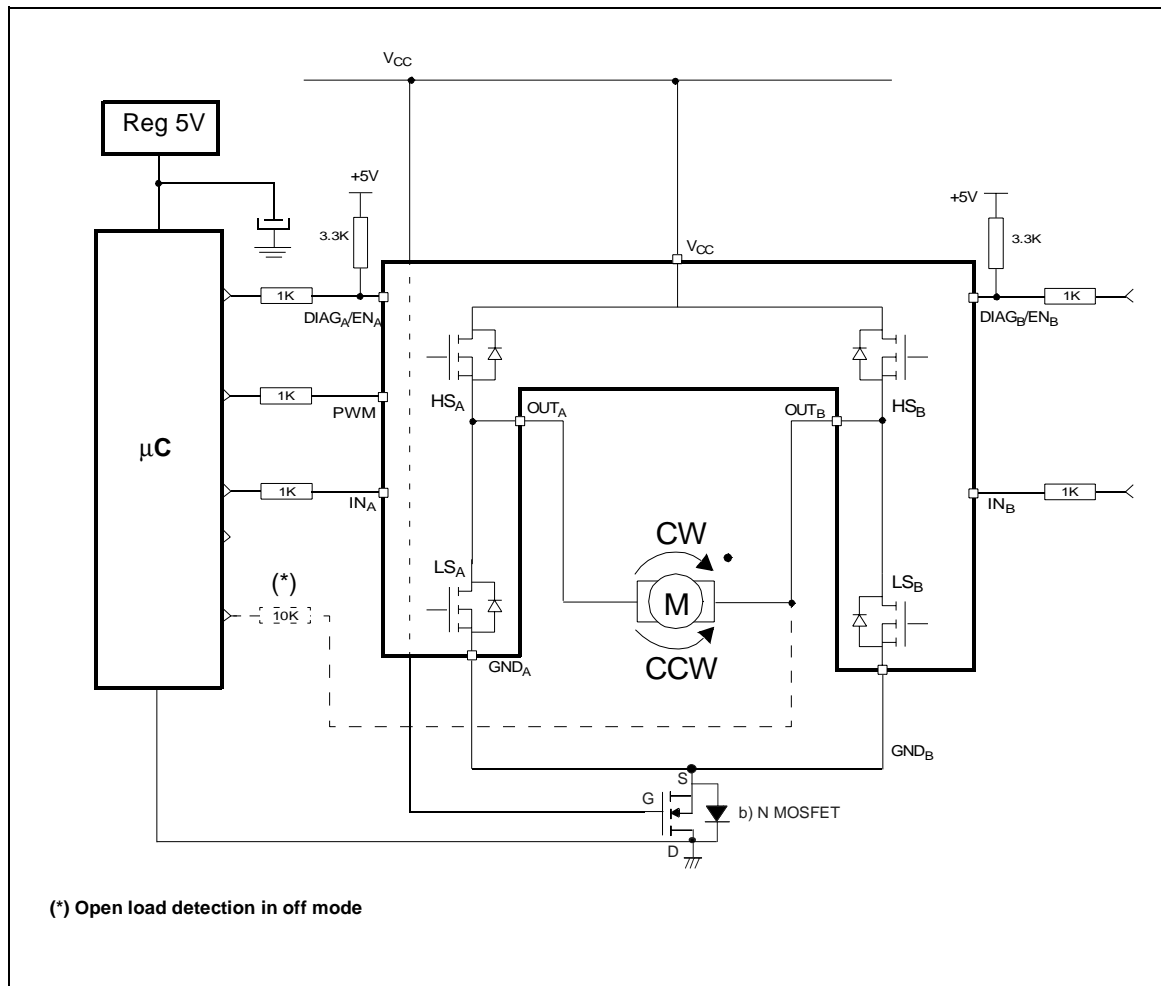 VCC
Reg 5V
+5V
+5V
3.3K
3.3K
VCC
1K
1K
DIAGA/ENA
DIAGB/ENB
HSA
HSB
1K
OUTA
OUTB
PWM
µC
1K
1K
INA
INB
CW
LSA
LSB
(*)
M
10K
CCW
GNDA
GNDB
S
G
b) N MOSFET
D
(*) Open load detection in off mode